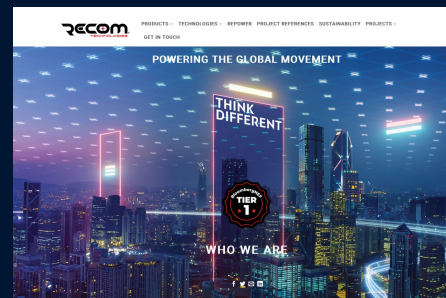 RECOM
TECHNOLOGIES
PRODUCTS TECHNOLOGIES REPOWER PROJECT REFERENCES SUSTAINABILITY PROJECTS
GET IN TOUCH
POWERING THE GLOBAL MOVEMENT
THINK
DIFFERENT
BloombergNEF
TIER
1
WHO WE ARE